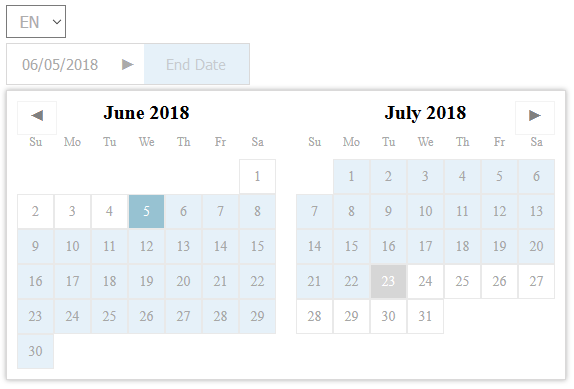 EN
06/05/2018 ▶ End Date
◀ June 2018 July 2018 ▶
Su Mo Tu We Th Fr Sa Su Mo Tu We Th Fr Sa
1 1 2 3 4 5 6
2 3 4 5 6 7 8 7 8 9 10 11 12 13
9 10 11 12 13 14 15 14 15 16 17 18 19 20
16 17 18 19 20 21 22 21 22 23 24 25 26 27
23 24 25 26 27 28 29 28 29 30 31
30